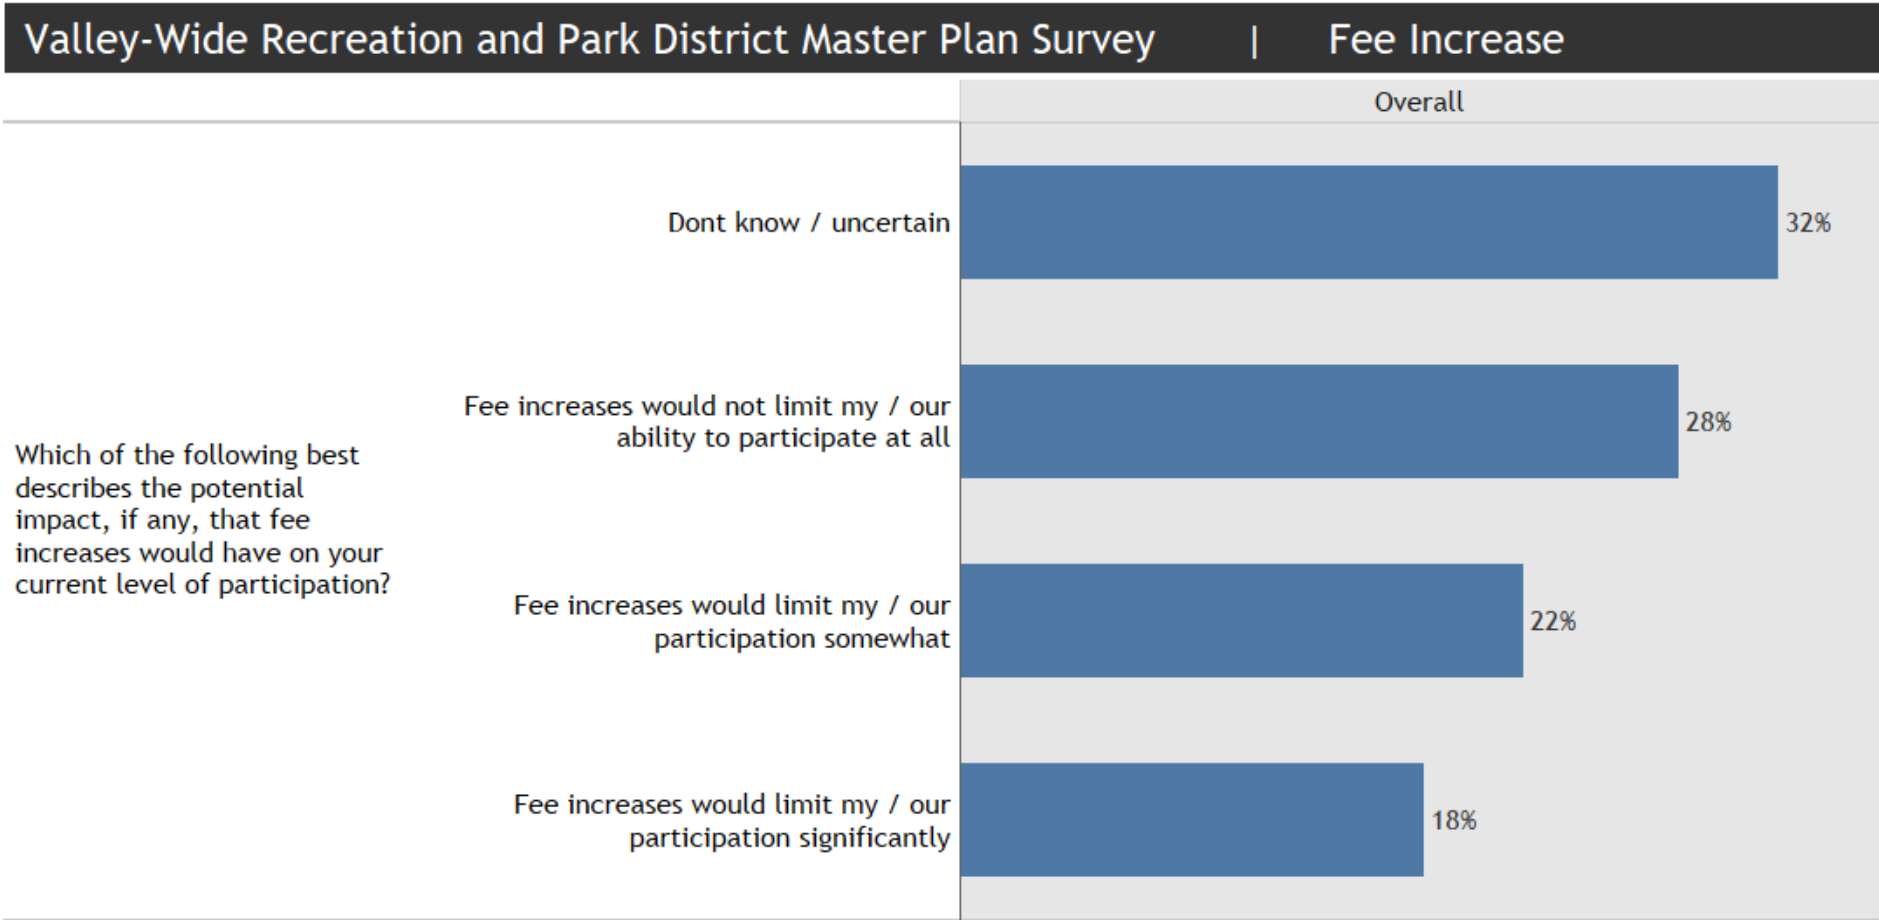 Valley-Wide Recreation and Park District Master Plan Survey | Fee Increase
Overall
Which of the following best
describes the potential
impact, if any, that fee
increases would have on your
current level of participation?
Dont know / uncertain
32%
Fee increases would not limit my / our
ability to participate at all
28%
Fee increases would limit my / our
participation somewhat
22%
Fee increases would limit my / our
participation significantly
18%